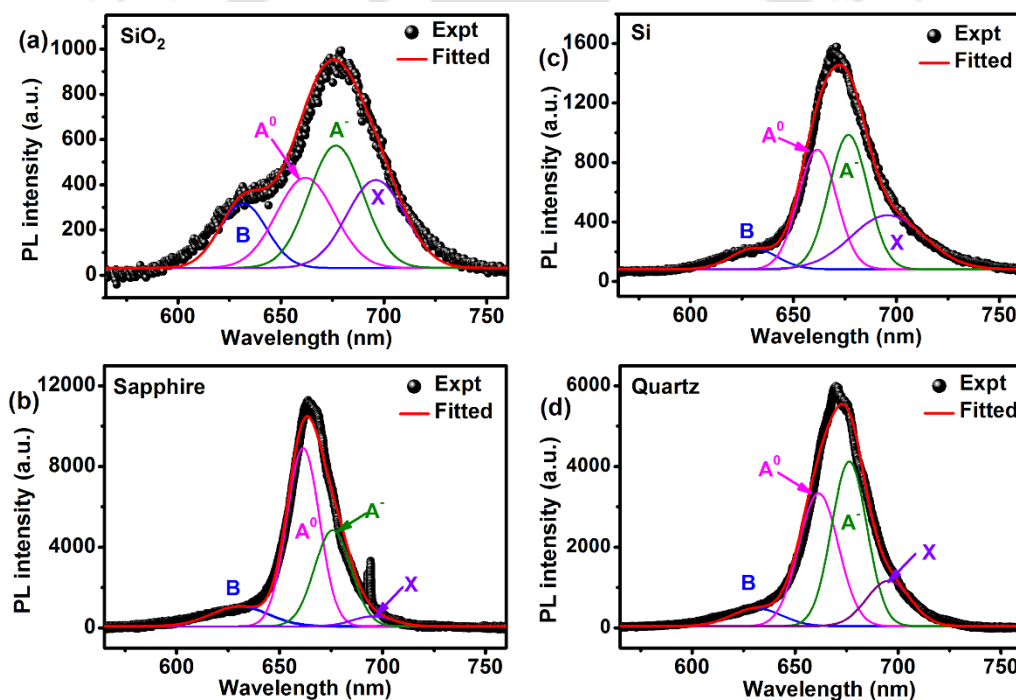 (a)
SiO₂
Expt
Fitted
A⁰
A⁻
B
X
1000
800
600
400
200
0
PL intensity (a.u.)
600 650 700 750
Wavelength (nm)
(c)
Si
Expt
Fitted
A⁰
A⁻
B
X
1600
1200
800
400
0
PL intensity (a.u.)
600 650 700 750
Wavelength (nm)
(b)
Sapphire
Expt
Fitted
A⁰
A⁻
B
X
12000
8000
4000
0
PL intensity (a.u.)
600 650 700 750
Wavelength (nm)
(d)
Quartz
Expt
Fitted
A⁰
A⁻
B
X
6000
4000
2000
0
PL intensity (a.u.)
600 650 700 750
Wavelength (nm)